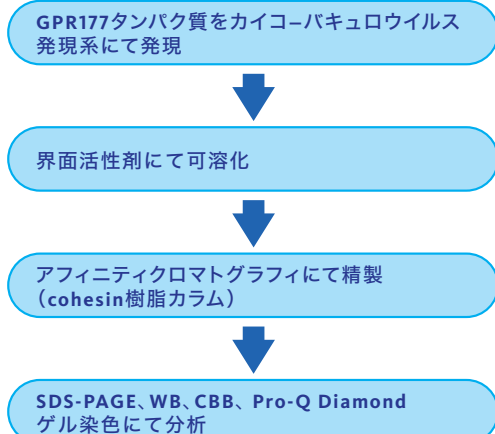 GPR177タンパク質をカイコ–バキュロウイルス
発現系にて発現
界面活性剤にて可溶化
アフィニティクロマトグラフィにて精製
（cohesin樹脂カラム）
SDS-PAGE、WB、CBB、Pro-Q Diamond
ゲル染色にて分析